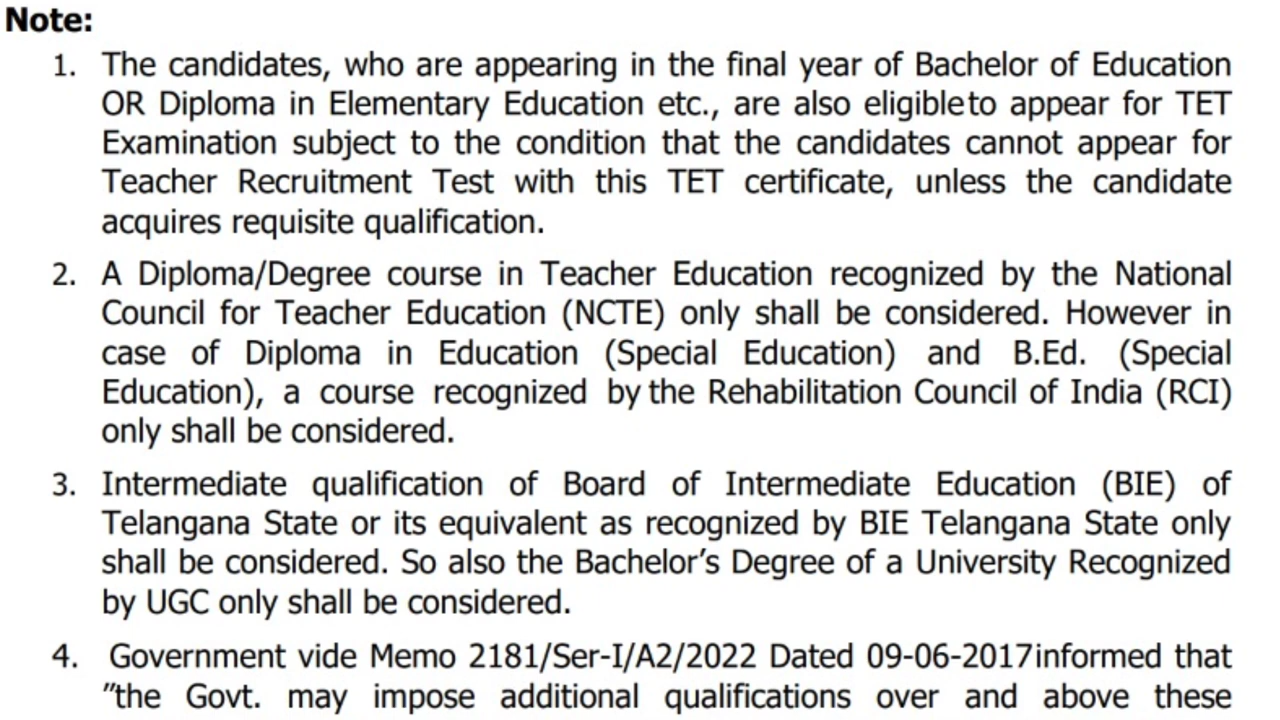 Note:
1. The candidates, who are appearing in the final year of Bachelor of Education
OR Diploma in Elementary Education etc., are also eligibleto appear for TET
Examination subject to the condition that the candidates cannot appear for
Teacher Recruitment Test with this TET certificate, unless the candidate
acquires requisite qualification.
2. A Diploma/Degree course in Teacher Education recognized by the National
Council for Teacher Education (NCTE) only shall be considered. However in
case of Diploma in Education (Special Education) and B.Ed. (Special
Education), a course recognized by the Rehabilitation Council of India (RCI)
only shall be considered.
3. Intermediate qualification of Board of Intermediate Education (BIE) of
Telangana State or its equivalent as recognized by BIE Telangana State only
shall be considered. So also the Bachelor’s Degree of a University Recognized
by UGC only shall be considered.
4. Government vide Memo 2181/Ser-I/A2/2022 Dated 09-06-2017informed that
”the Govt. may impose additional qualifications over and above these